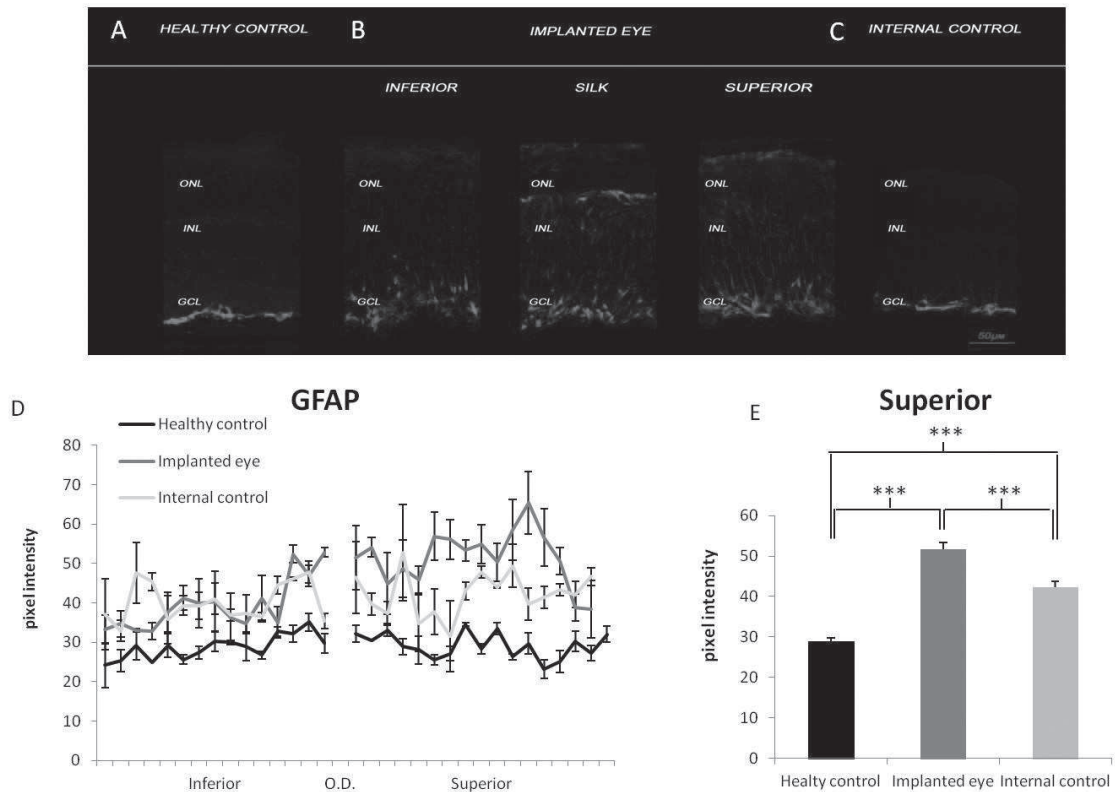 A HEALTHY CONTROL B IMPLANTED EYE C INTERNAL CONTROL
INFERIOR SILK SUPERIOR
ONL ONL ONL ONL ONL
INL INL INL INL INL
GCL GCL GCL GCL GCL
50µm
D GFAP
Healthy control
Implanted eye
Internal control
pixel intensity
80
70
60
50
40
30
20
10
0
Inferior O.D. Superior
E Superior
***
*** ***
pixel intensity
60
50
40
30
20
10
0
Healty control Implanted eye Internal control